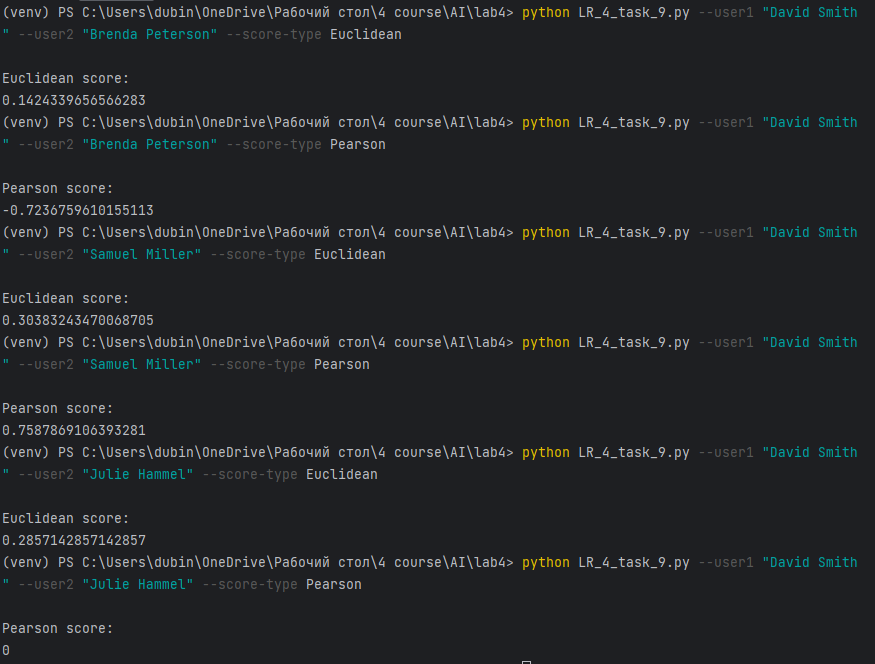 (venv) PS C:\Users\dubin\OneDrive\Рабочий стол\4 course\AI\lab4> python LR_4_task_9.py --user1 "David Smith
" --user2 "Brenda Peterson" --score-type Euclidean
Euclidean score:
0.1424339656566283
(venv) PS C:\Users\dubin\OneDrive\Рабочий стол\4 course\AI\lab4> python LR_4_task_9.py --user1 "David Smith
" --user2 "Brenda Peterson" --score-type Pearson
Pearson score:
-0.7236759610155113
(venv) PS C:\Users\dubin\OneDrive\Рабочий стол\4 course\AI\lab4> python LR_4_task_9.py --user1 "David Smith
" --user2 "Samuel Miller" --score-type Euclidean
Euclidean score:
0.30383243470068705
(venv) PS C:\Users\dubin\OneDrive\Рабочий стол\4 course\AI\lab4> python LR_4_task_9.py --user1 "David Smith
" --user2 "Samuel Miller" --score-type Pearson
Pearson score:
0.7587869106393281
(venv) PS C:\Users\dubin\OneDrive\Рабочий стол\4 course\AI\lab4> python LR_4_task_9.py --user1 "David Smith
" --user2 "Julie Hammel" --score-type Euclidean
Euclidean score:
0.2857142857142857
(venv) PS C:\Users\dubin\OneDrive\Рабочий стол\4 course\AI\lab4> python LR_4_task_9.py --user1 "David Smith
" --user2 "Julie Hammel" --score-type Pearson
Pearson score:
0